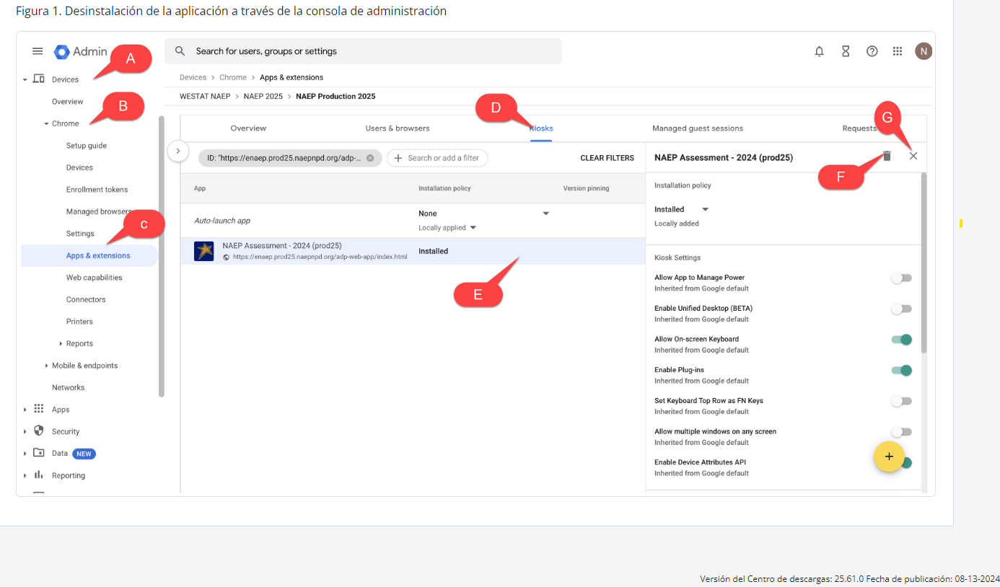 Figura 1. Desinstalación de la aplicación a través de la consola de administración
Admin
Search for users, groups or settings
N
A
Devices
Overview
B
Chrome
Setup guide
Devices
Enrollment tokens
Managed browsers
C
Settings
Apps & extensions
Web capabilities
Connectors
Printers
Reports
Mobile & endpoints
Networks
Apps
Security
Data NEW
Reporting
Devices > Chrome > Apps & extensions
WESTAT NAEP > NAEP 2025 > NAEP Production 2025
D
G
Overview
Users & browsers
Kiosks
Managed guest sessions
Requests
ID: "https://enaep.prod25.naepnpd.org/adp-...
Search or add a filter
CLEAR FILTERS
App
Installation policy
Version pinning
Auto-launch app
None
Locally applied
NAEP Assessment - 2024 (prod25)
https://enaep.prod25.naepnpd.org/adp-web-app/index.html
Installed
E
NAEP Assessment - 2024 (prod25)
F
Installation policy
Installed
Locally added
Kiosk Settings
Allow App to Manage Power
Inherited from Google default
Enable Unified Desktop (BETA)
Inherited from Google default
Allow On-screen Keyboard
Inherited from Google default
Enable Plug-ins
Inherited from Google default
Set Keyboard Top Row as FN Keys
Inherited from Google default
Allow multiple windows on any screen
Inherited from Google default
Enable Device Attributes API
Inherited from Google default
Versión del Centro de descargas: 25.61.0 Fecha de publicación: 08-13-2024